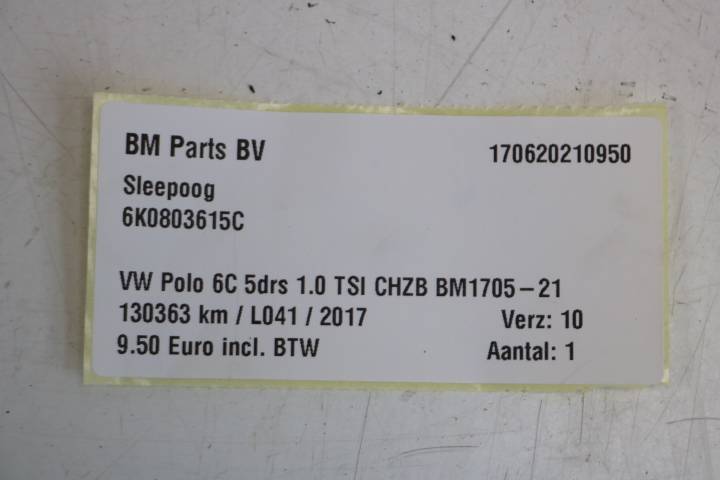 BM Parts BV 170620210950
Sleepoog
6K0803615C
VW Polo 6C 5drs 1.0 TSI CHZB BM1705-21
130363 km / L041 / 2017 Verz: 10
9.50 Euro incl. BTW Aantal: 1